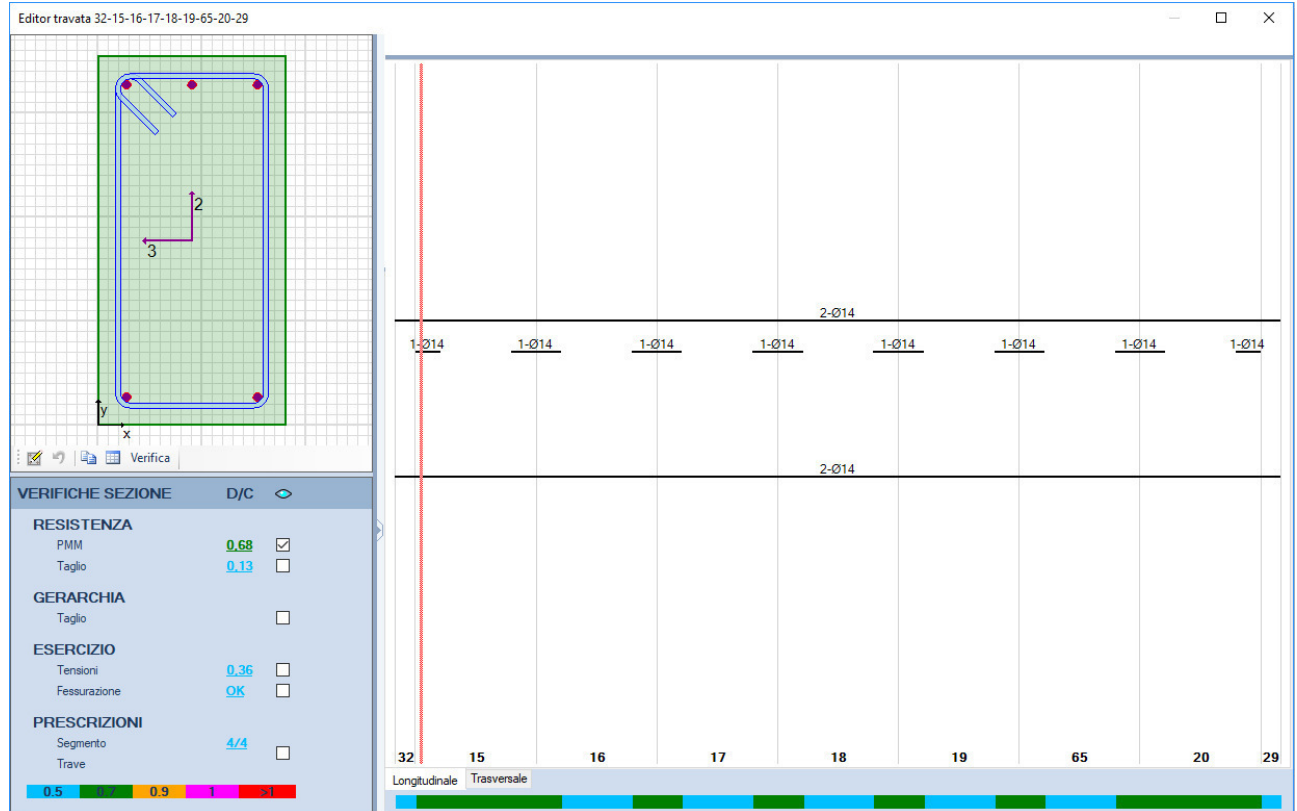 Editor travata 32-15-16-17-18-19-65-20-29
2
3
y
x
Verifica
VERIFICHE SEZIONE D/C
RESISTENZA
PMM 0,68
Taglio 0,13
GERARCHIA
Taglio
ESERCIZIO
Tensioni 0,36
Fessurazione OK
PRESCRIZIONI
Segmento 4/4
Trave
0.5 0.7 0.9 1 >1
2-Ø14
1-Ø14 1-Ø14 1-Ø14 1-Ø14 1-Ø14 1-Ø14 1-Ø14 1-Ø14
2-Ø14
32 15 16 17 18 19 65 20 29
Longitudinale Trasversale